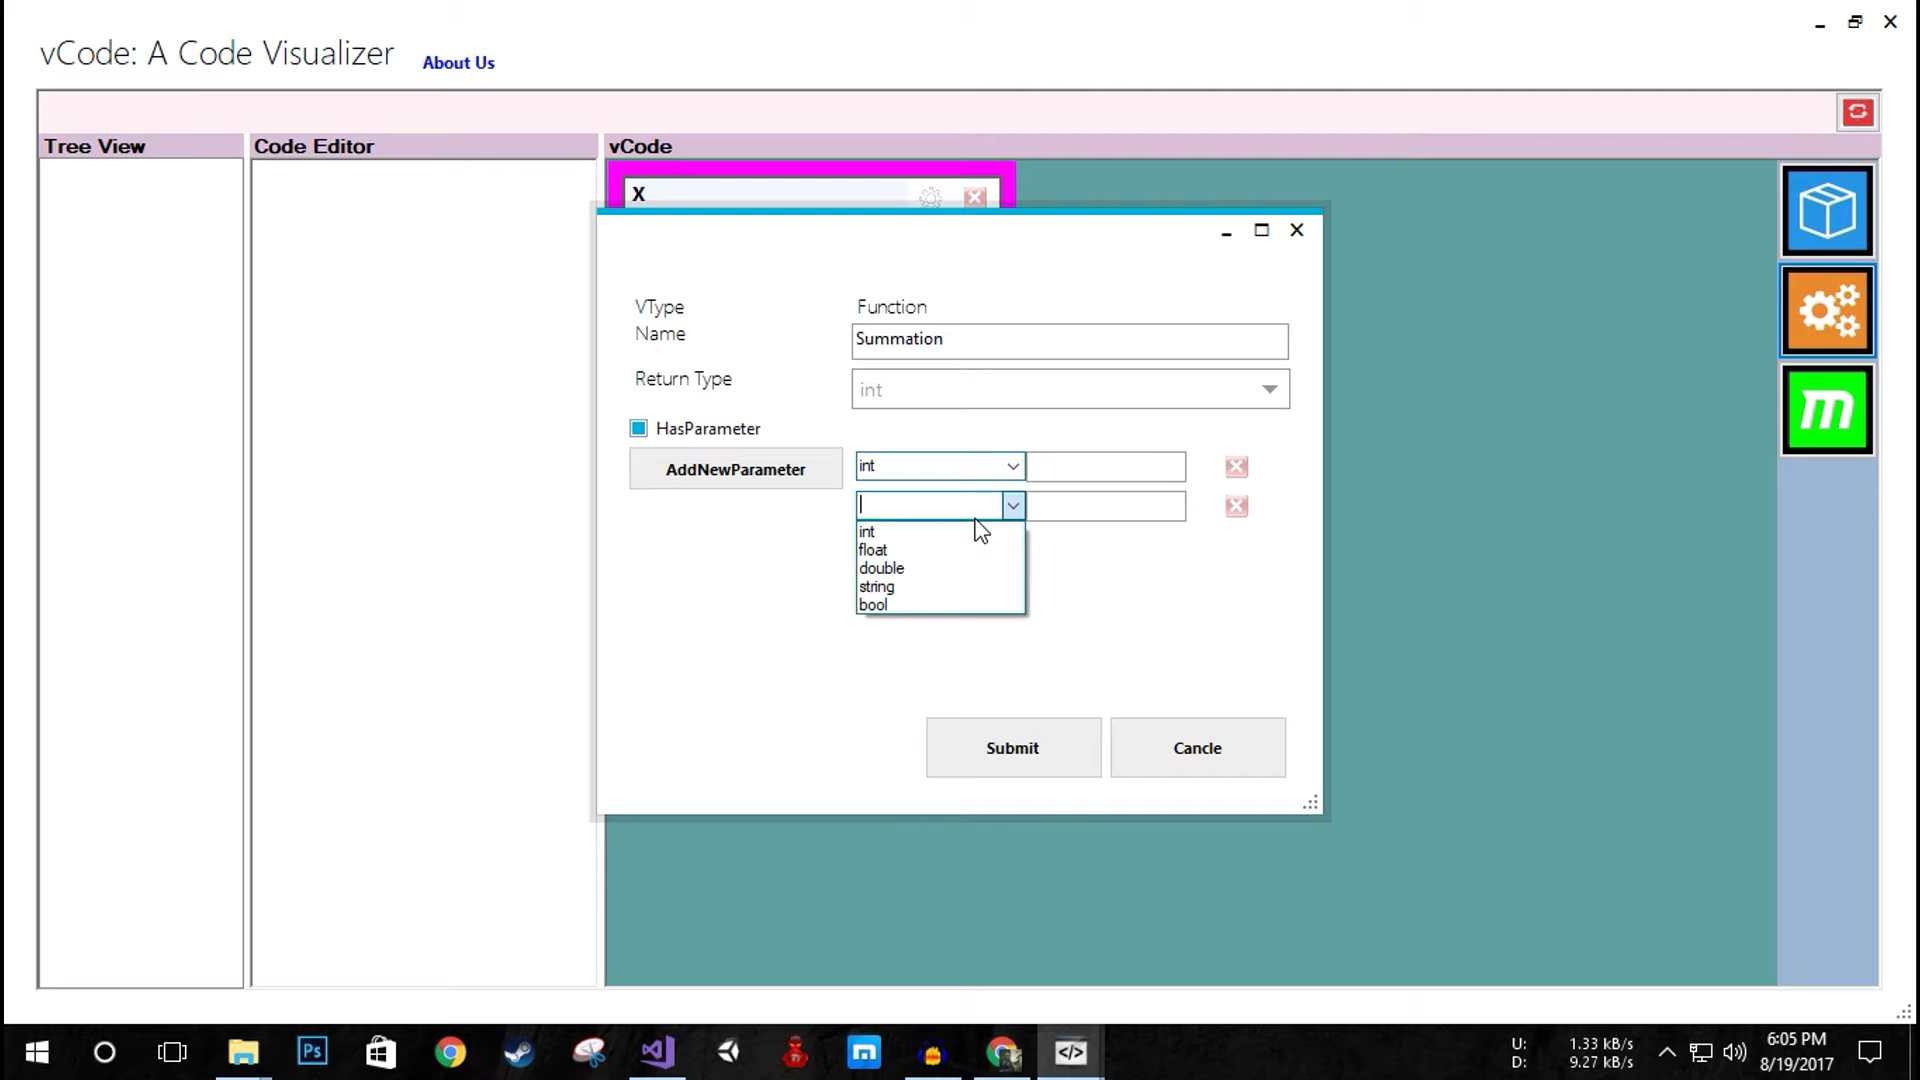 vCode: A Code Visualizer
About Us
Tree View
Code Editor
vCode
X
VType
Function
Name
Summation
Return Type
int
HasParameter
AddNewParameter
int
int
float
double
string
bool
Submit
Cancle
m
Ps
m
</>
U: 1.33 kB/s
D: 9.27 kB/s
6:05 PM
8/19/2017